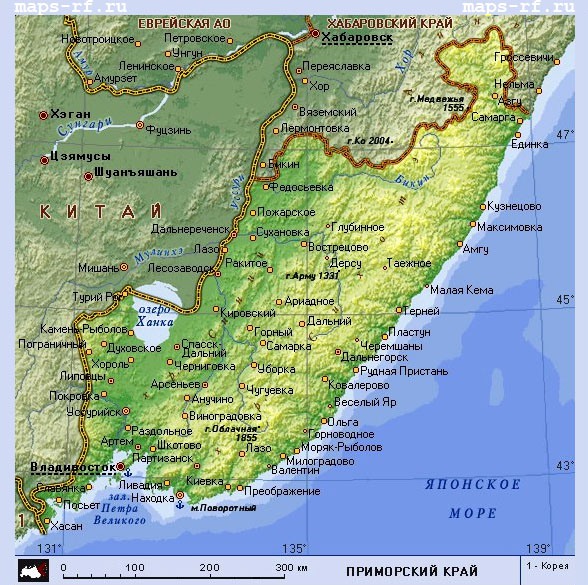 maps-rf.ru maps-rf.ru
ЕВРЕЙСКАЯ АО ХАБАРОВСКИЙ КРАЙ
Новотроицкое Петровское
Хабаровск
Унгун
Гроссевичи
Амур
Ленинское
Переяславка
Хор
Амурзет
Хор
Нельма
г.Медвежья
1555
Агзу
Хэган
Вяземский
Самарга
Сунгари
Фуцзинь
Лермонтовка
г.Ко 2004
47°
Единка
Цзямусы
Бикин
Шуанъяшань
Бикин
Федосьевка
Уссури
КИТАЙ
Пожарское
Кузнецово
Дальнереченск
Глубинное
Максимовка
Сухановка
Лазо
Вострецово
Амгу
Мулинхэ
Ракитое
Дерсу
Таежное
Мишань
Лесозаводск
г.Арму 1331
Малая Кема
Турий Рог
Ариадное
45°
озеро
Ханка
Кировский
Терней
Дальний
Камень-Рыболов
Горный
Пластун
Пограничный
Духовское
Спасск-
Дальний
Самарка
Черемшаны
Хороль
Дальнегорск
Черниговка
Уборка
Рудная Пристань
Липовцы
Арсеньев
Ковалерово
Чугуевка
Покровка
Анучино
Веселый Яр
Уссурийск
Виноградовка
Ольга
Раздольное
г.Облачная
1855
Горноводное
Артем
Шкотово
Лазо
Моряк-Рыболов
Партизанск
Милоградово
Владивосток
Валентин
43°
Ливадия
Киевка
Славянка
Преображение
ЯПОНСКОЕ
МОРЕ
зал.
Петра
Великого
Находка
Посьет
м.Поворотный
1
Хасан
131° 135° 139°
0 100 200 300 км
ПРИМОРСКИЙ КРАЙ
1 - Корея